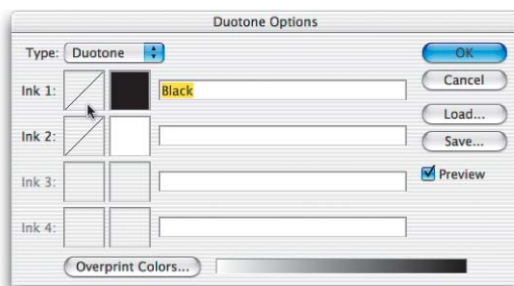 Duotone Options
Type: Duotone
OK
Ink 1: Black
Cancel
Load...
Ink 2:
Save...
Preview
Ink 3:
Ink 4:
Overprint Colors...